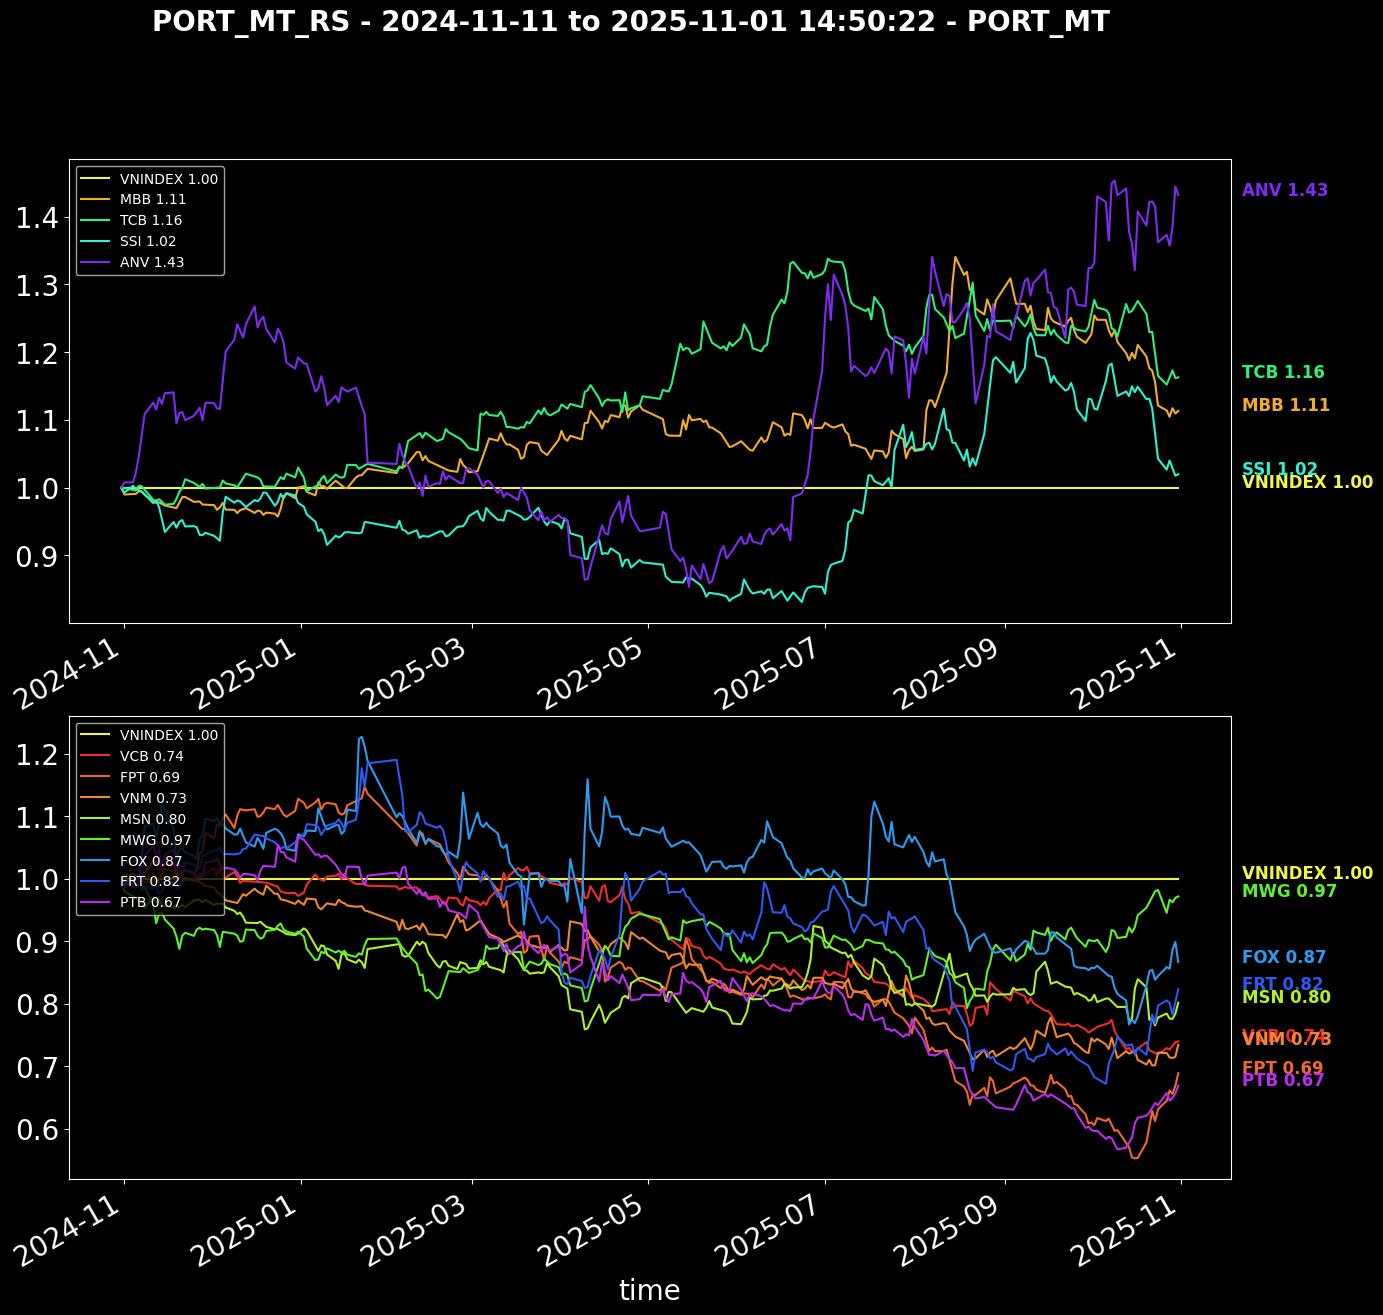 PORT_MT_RS - 2024-11-11 to 2025-11-01 14:50:22 - PORT_MT
VNINDEX 1.00
MBB 1.11
TCB 1.16
SSI 1.02
ANV 1.43
1.4
1.3
1.2
1.1
1.0
0.9
ANV 1.43
TCB 1.16
MBB 1.11
SSI 1.02
VNINDEX 1.00
2024-11
2025-01
2025-03
2025-05
2025-07
2025-09
2025-11
VNINDEX 1.00
VCB 0.74
FPT 0.69
VNM 0.73
MSN 0.80
MWG 0.97
FOX 0.87
FRT 0.82
PTB 0.67
1.2
1.1
1.0
0.9
0.8
0.7
0.6
VNINDEX 1.00
MWG 0.97
FOX 0.87
FRT 0.82
MSN 0.80
VCB 0.74
VNM 0.73
FPT 0.69
PTB 0.67
2024-11
2025-01
2025-03
2025-05
2025-07
2025-09
2025-11
time